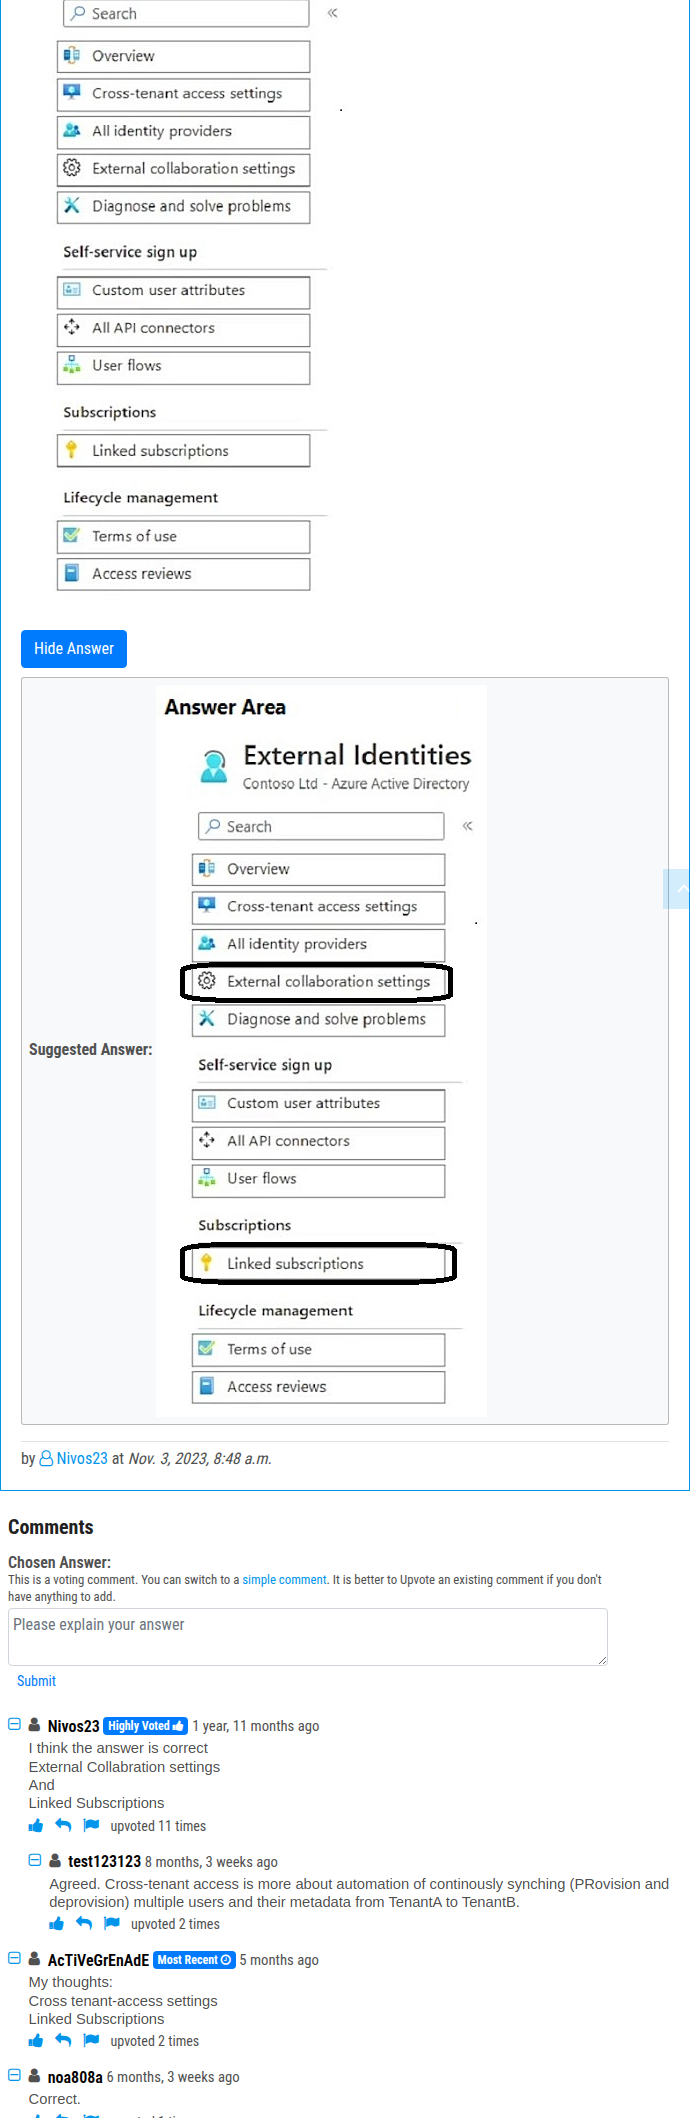 Search
Overview
Cross-tenant access settings
All identity providers
External collaboration settings
Diagnose and solve problems
Self-service sign up
Custom user attributes
All API connectors
User flows
Subscriptions
Linked subscriptions
Lifecycle management
Terms of use
Access reviews
Hide Answer
Suggested Answer:
Answer Area
External Identities
Contoso Ltd - Azure Active Directory
Search
Overview
Cross-tenant access settings
All identity providers
External collaboration settings
Diagnose and solve problems
Self-service sign up
Custom user attributes
All API connectors
User flows
Subscriptions
Linked subscriptions
Lifecycle management
Terms of use
Access reviews
by Nivos23 at Nov. 3, 2023, 8:48 a.m.
Comments
Chosen Answer:
This is a voting comment. You can switch to a simple comment. It is better to Upvote an existing comment if you don't
have anything to add.
Please explain your answer
Submit
Nivos23 Highly Voted 1 year, 11 months ago
I think the answer is correct
External Collabration settings
And
Linked Subscriptions
upvoted 11 times
test123123 8 months, 3 weeks ago
Agreed. Cross-tenant access is more about automation of continously synching (PRovision and
deprovision) multiple users and their metadata from TenantA to TenantB.
upvoted 2 times
AcTiVeGrEnAdE Most Recent 5 months ago
My thoughts:
Cross tenant-access settings
Linked Subscriptions
upvoted 2 times
noa808a 6 months, 3 weeks ago
Correct.